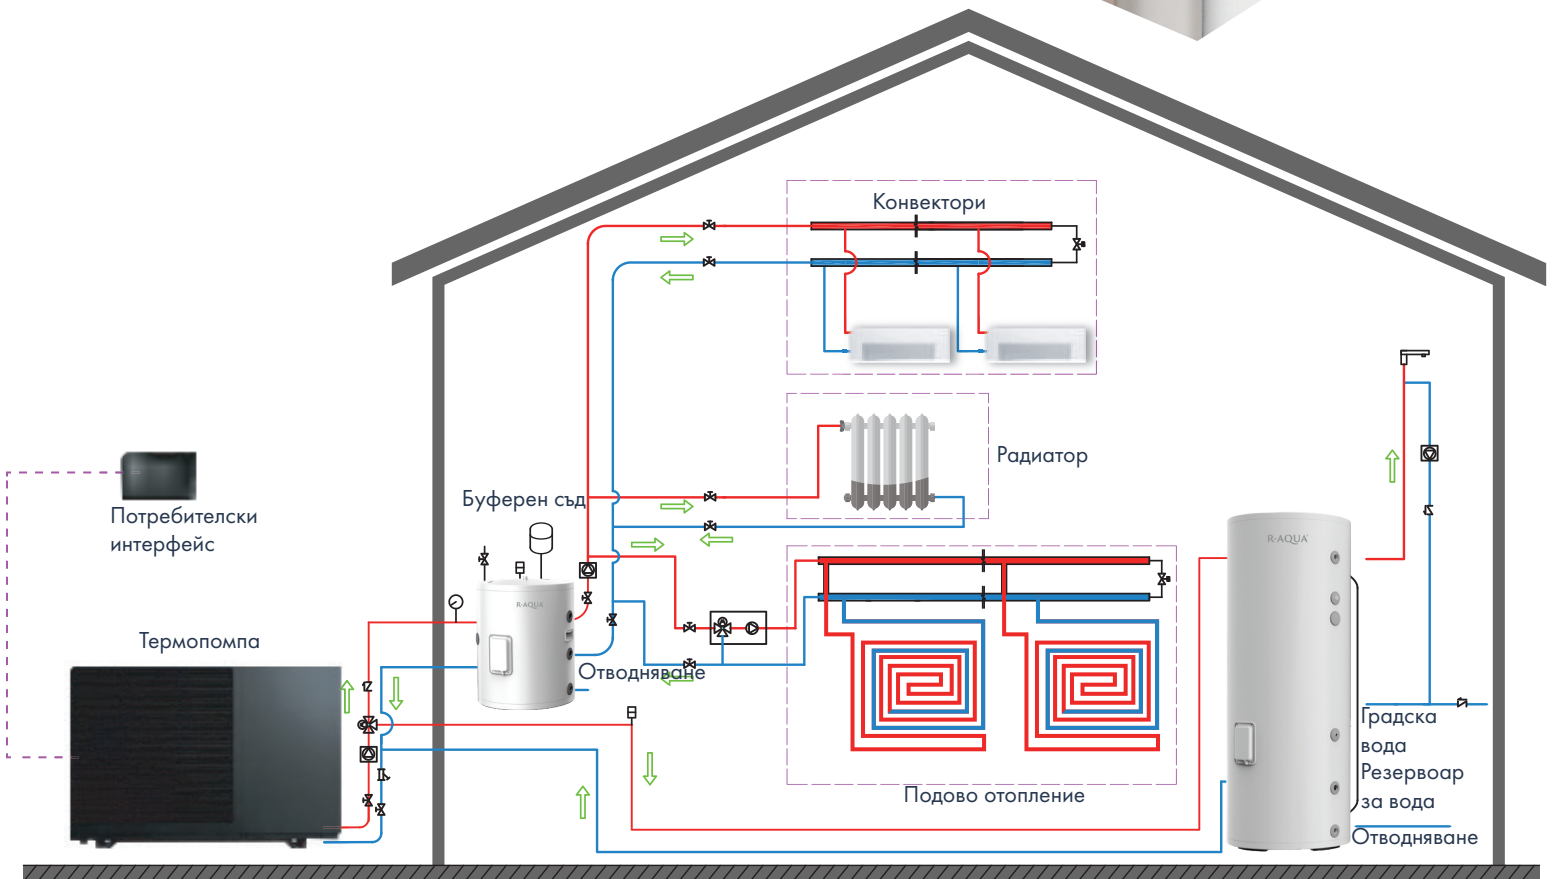 Конвектори
Радиатор
Буферен съд
Потребителски
интерфейс
R-AQUA
R-AQUA
Термопомпа
Отводняване
Градска
вода
Резервоар
за вода
Подово отопление
Отводняване